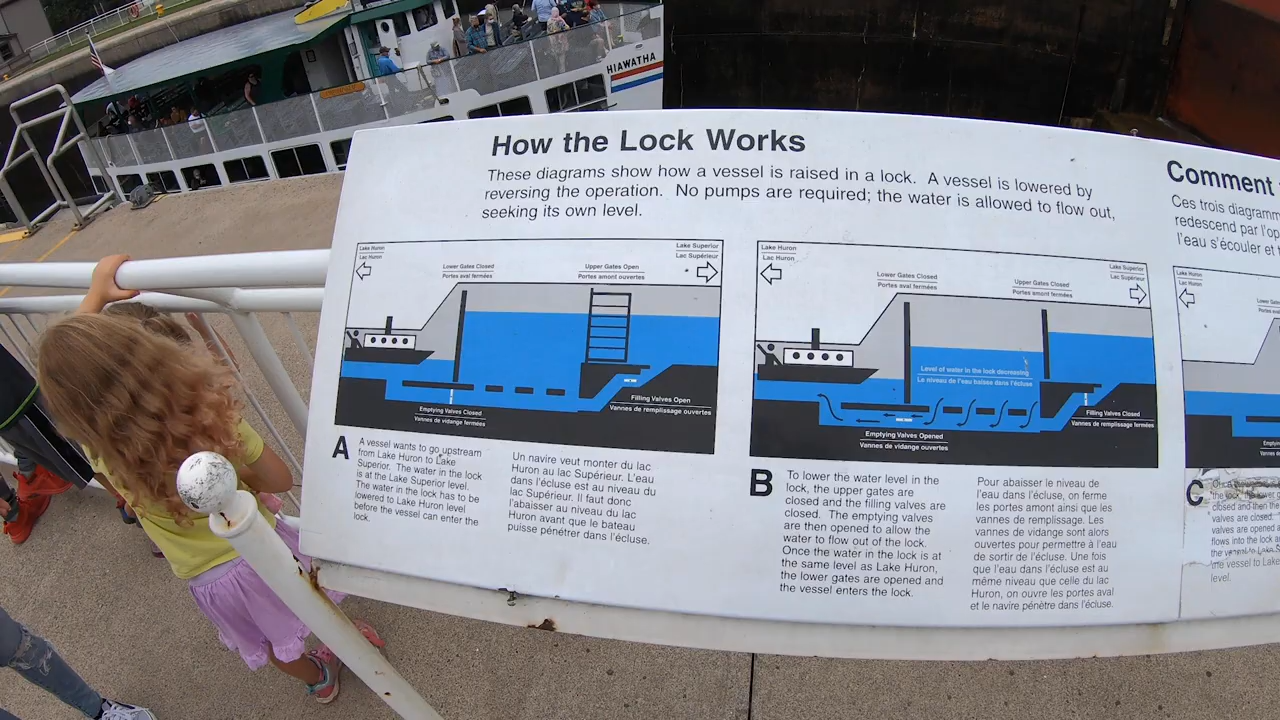 HIAWATHA
How the Lock Works
These diagrams show how a vessel is raised in a lock. A vessel is lowered by
reversing the operation. No pumps are required; the water is allowed to flow out,
seeking its own level.
Comment
Ces trois diagramm
redescend par l'op
l'eau s'écouler et
Lake Huron
Lac Huron
Lake Superior
Lac Supérieur
Lower Gates Closed
Portes aval fermées
Upper Gates Open
Portes amont ouvertes
Emptying Valves Closed
Vannes de vidange fermées
Filling Valves Open
Vannes de remplissage ouvertes
A
A vessel wants to go upstream
from Lake Huron to Lake
Superior. The water in the lock
is at the Lake Superior level.
The water in the lock has to be
lowered to Lake Huron level
before the vessel can enter the
lock.
Un navire veut monter du lac
Huron au lac Supérieur. L'eau
dans l'écluse est au niveau du
lac Supérieur. Il faut donc
l'abaisser au niveau du lac
Huron avant que le bateau
puisse pénétrer dans l'écluse.
Lake Huron
Lac Huron
Lake Superior
Lac Supérieur
Lower Gates Closed
Portes aval fermées
Upper Gates Closed
Portes amont fermées
Level of water in the lock decreasing
Le niveau de l'eau baisse dans l'écluse
Emptying Valves Opened
Vannes de vidange ouvertes
Filling Valves Closed
Vannes de remplissage fermées
B
To lower the water level in the
lock, the upper gates are
closed and the filling valves are
closed. The emptying valves
are then opened to allow the
water to flow out of the lock.
Once the water in the lock is at
the same level as Lake Huron,
the lower gates are opened and
the vessel enters the lock.
Pour abaisser le niveau de
l'eau dans l'écluse, on ferme
les portes amont ainsi que les
vannes de remplissage. Les
vannes de vidange sont alors
ouvertes pour permettre à l'eau
de sortir de l'écluse. Une fois
que l'eau dans l'écluse est au
même niveau que celle du lac
Huron, on ouvre les portes aval
et le navire pénètre dans l'écluse.
Lake Huron
Lac Huron
C
closed and then the
valves are closed.
valves are opened a
flows into the lock a
the vessel to Lake S
vessel to Lake
level.